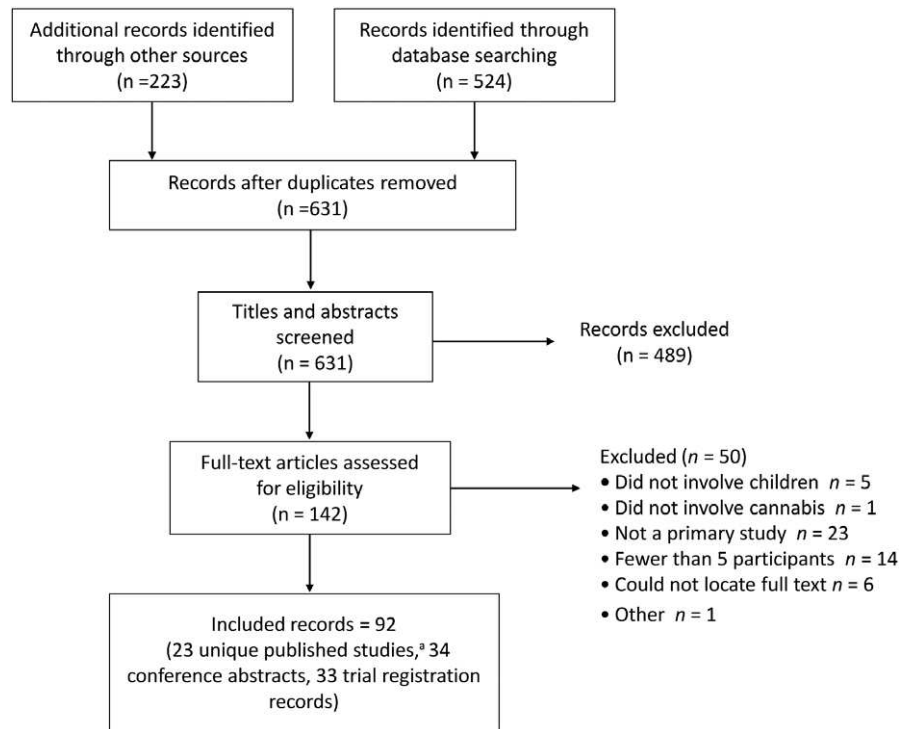 Additional records identified
through other sources
(n =223)
Records identified through
database searching
(n = 524)
Records after duplicates removed
(n =631)
Titles and abstracts
screened
(n = 631)
Records excluded
(n = 489)
Full-text articles assessed
for eligibility
(n = 142)
Excluded (n = 50)
• Did not involve children n = 5
• Did not involve cannabis n = 1
• Not a primary study n = 23
• Fewer than 5 participants n = 14
• Could not locate full text n = 6
• Other n = 1
Included records = 92
(23 unique published studies,ª 34
conference abstracts, 33 trial registration
records)